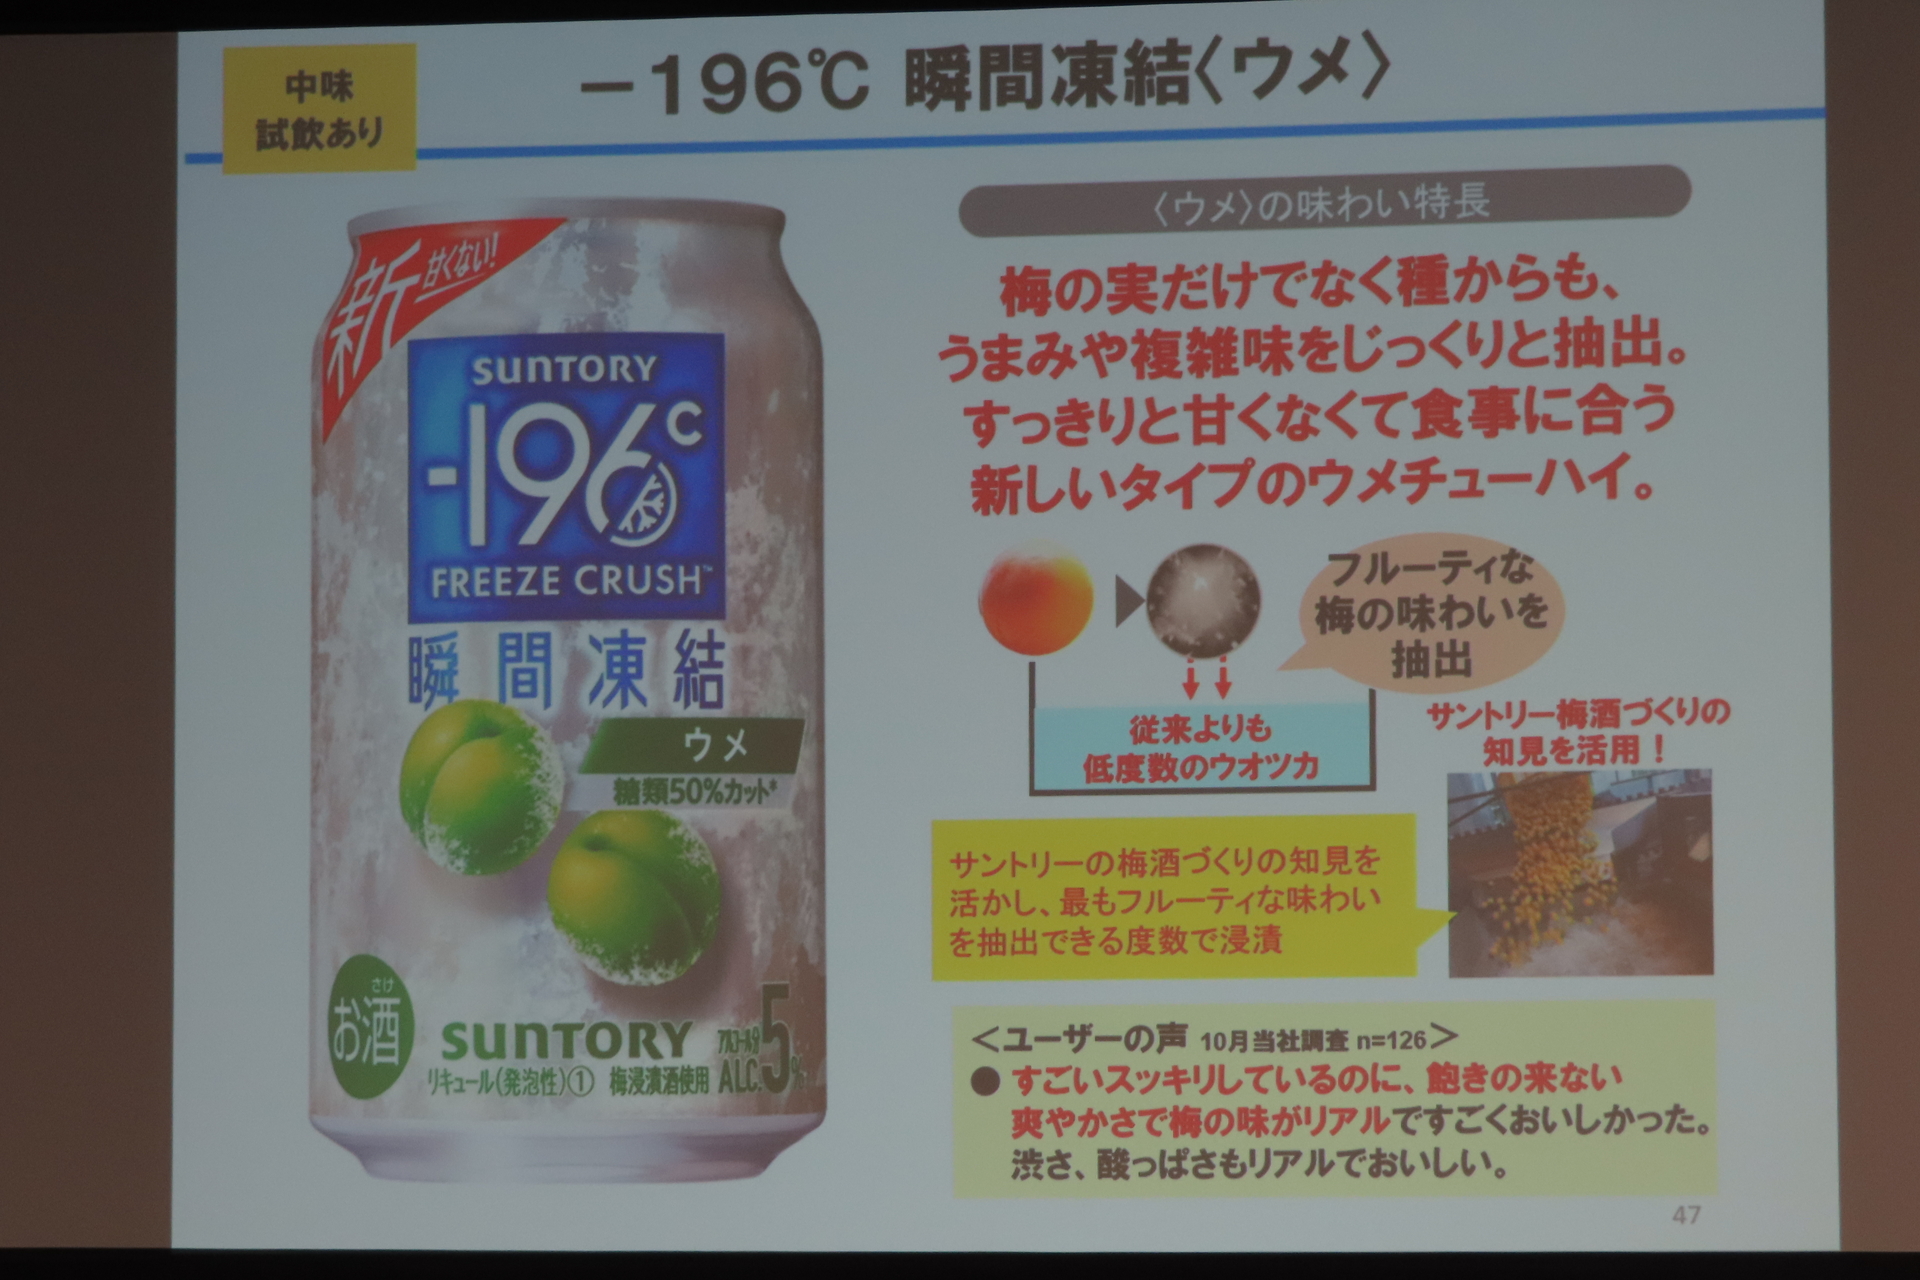 中味
試飲あり
－196℃ 瞬間凍結〈ウメ〉
新 甘くない!
SUNTORY
-196℃
FREEZE CRUSH™
瞬間凍結
ウメ
糖類50%カット*
お酒
さけ
SUNTORY
リキュール(発泡性)① 梅浸漬酒使用
アルコール分
ALC.5%
〈ウメ〉の味わい特長
梅の実だけでなく種からも、
うまみや複雑味をじっくりと抽出。
すっきりと甘くなくて食事に合う
新しいタイプのウメチューハイ。
フルーティな
梅の味わいを
抽出
従来よりも
低度数のウオツカ
サントリー梅酒づくりの
知見を活用！
サントリーの梅酒づくりの知見を
活かし、最もフルーティな味わい
を抽出できる度数で浸漬
＜ユーザーの声 10月当社調査 n=126＞
●すごいスッキリしているのに、飽きの来ない
爽やかさで梅の味がリアルですごくおいしかった。
渋さ、酸っぱさもリアルでおいしい。
47